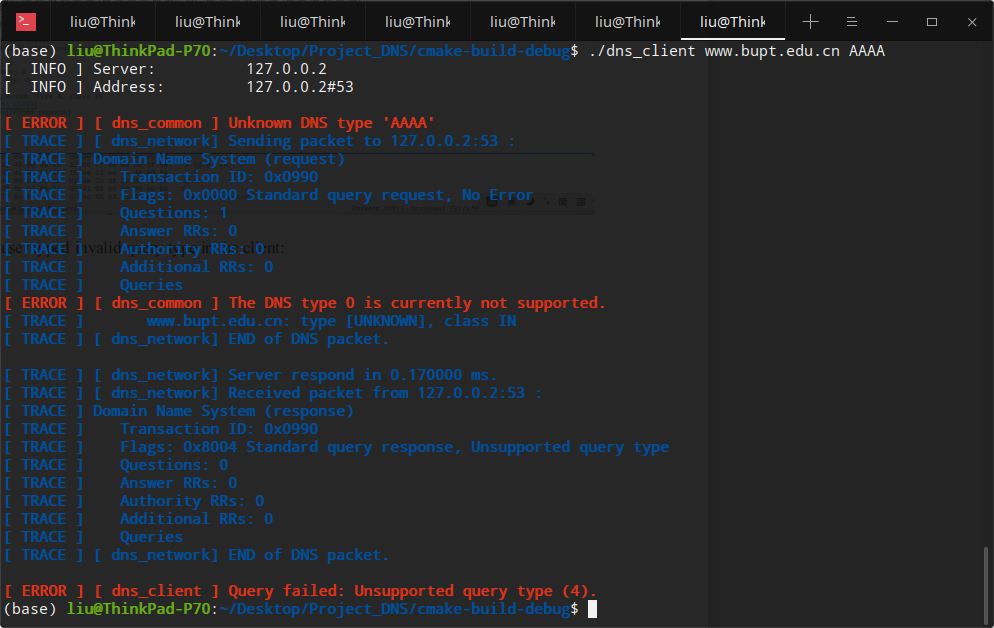 liu@Think liu@Think liu@Think liu@Think liu@Think liu@Think liu@Think
(base) liu@ThinkPad-P70:~/Desktop/Project_DNS/cmake-build-debug$ ./dns_client www.bupt.edu.cn AAAA
[  INFO ] Server:          127.0.0.2
[  INFO ] Address:         127.0.0.2#53
[ ERROR ] [ dns_common ] Unknown DNS type 'AAAA'
[ TRACE ] [ dns_network] Sending packet to 127.0.0.2:53 :
[ TRACE ] Domain Name System (request)
[ TRACE ]    Transaction ID: 0x0990
[ TRACE ]    Flags: 0x0000 Standard query request, No Error
[ TRACE ]    Questions: 1
[ TRACE ]    Answer RRs: 0
[ TRACE ]    Authority RRs: 0
[ TRACE ]    Additional RRs: 0
[ TRACE ]    Queries
[ ERROR ] [ dns_common ] The DNS type 0 is currently not supported.
[ TRACE ]       www.bupt.edu.cn: type [UNKNOWN], class IN
[ TRACE ] [ dns_network] END of DNS packet.
[ TRACE ] [ dns_network] Server respond in 0.170000 ms.
[ TRACE ] [ dns_network] Received packet from 127.0.0.2:53 :
[ TRACE ] Domain Name System (response)
[ TRACE ]    Transaction ID: 0x0990
[ TRACE ]    Flags: 0x8004 Standard query response, Unsupported query type
[ TRACE ]    Questions: 0
[ TRACE ]    Answer RRs: 0
[ TRACE ]    Authority RRs: 0
[ TRACE ]    Additional RRs: 0
[ TRACE ]    Queries
[ TRACE ] [ dns_network] END of DNS packet.
[ ERROR ] [ dns_client ] Query failed: Unsupported query type (4).
(base) liu@ThinkPad-P70:~/Desktop/Project_DNS/cmake-build-debug$